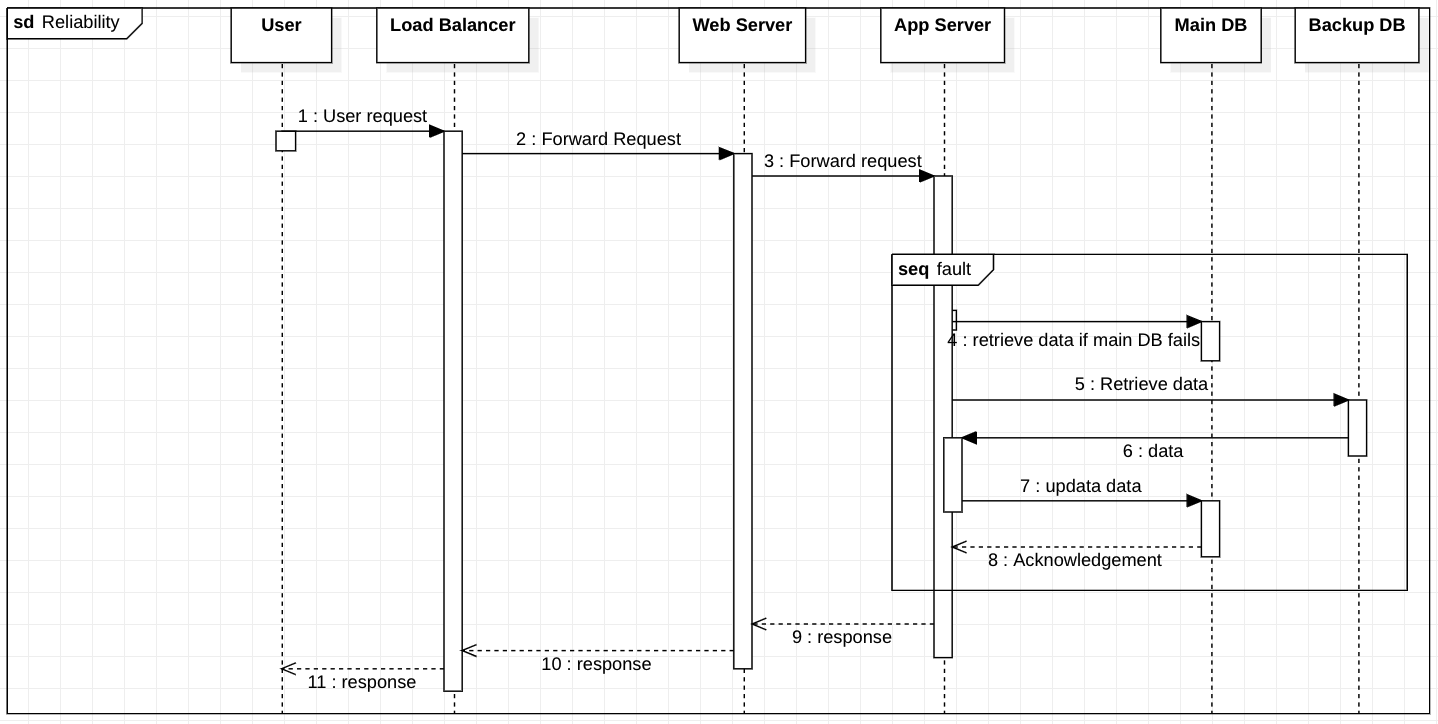 sd Reliability
User
Load Balancer
Web Server
App Server
Main DB
Backup DB
1 : User request
2 : Forward Request
3 : Forward request
seq fault
4 : retrieve data if main DB fails
5 : Retrieve data
6 : data
7 : updata data
8 : Acknowledgement
9 : response
10 : response
11 : response